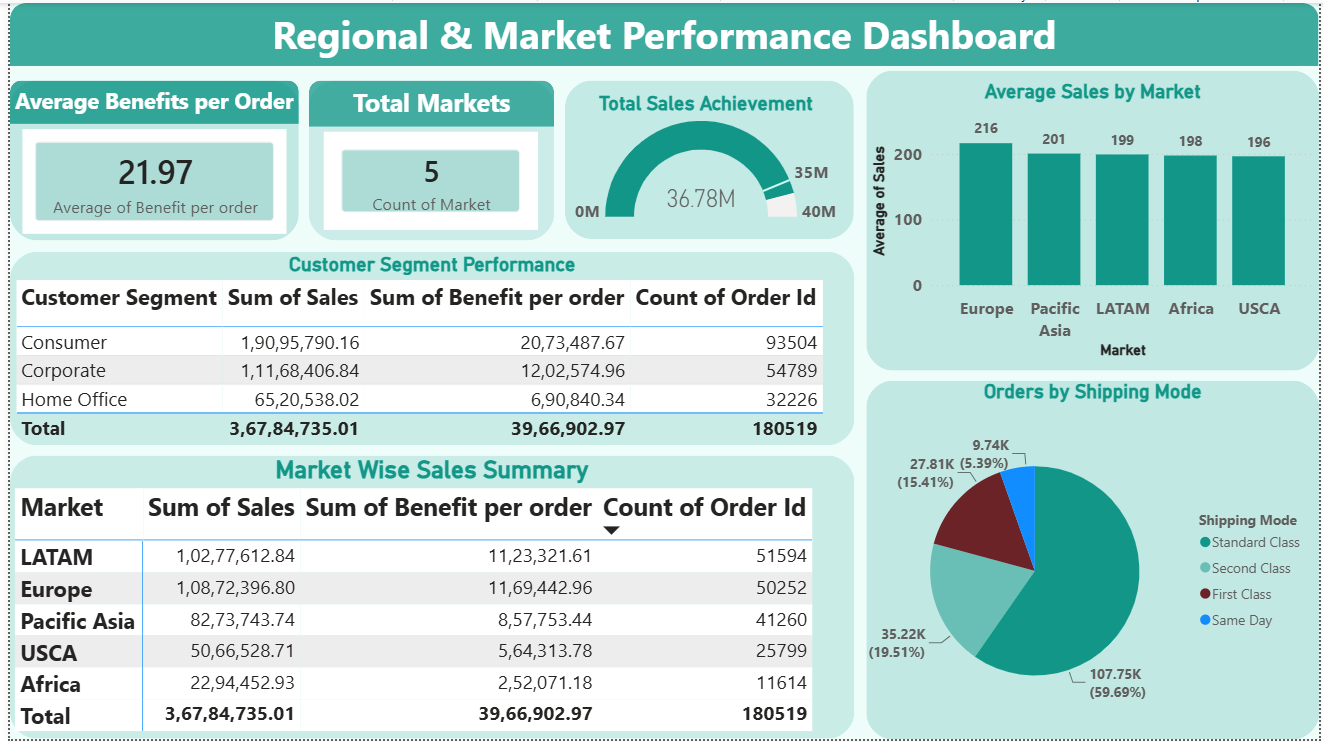 Regional & Market Performance Dashboard
Average Benefits per Order
21.97
Average of Benefit per order
Total Markets
5
Count of Market
Total Sales Achievement
35M
36.78M
0M
40M
Average Sales by Market
Average of Sales
200
100
0
216
201
199
198
196
Europe
Pacific
Asia
LATAM
Africa
USCA
Market
Customer Segment Performance
Customer Segment Sum of Sales Sum of Benefit per order Count of Order Id
Consumer 1,90,95,790.16 20,73,487.67 93504
Corporate 1,11,68,406.84 12,02,574.96 54789
Home Office 65,20,538.02 6,90,840.34 32226
Total 3,67,84,735.01 39,66,902.97 180519
Market Wise Sales Summary
Market Sum of Sales Sum of Benefit per order Count of Order Id
LATAM 1,02,77,612.84 11,23,321.61 51594
Europe 1,08,72,396.80 11,69,442.96 50252
Pacific Asia 82,73,743.74 8,57,753.44 41260
USCA 50,66,528.71 5,64,313.78 25799
Africa 22,94,452.93 2,52,071.18 11614
Total 3,67,84,735.01 39,66,902.97 180519
Orders by Shipping Mode
9.74K
(5.39%)
27.81K
(15.41%)
35.22K
(19.51%)
107.75K
(59.69%)
Shipping Mode
Standard Class
Second Class
First Class
Same Day